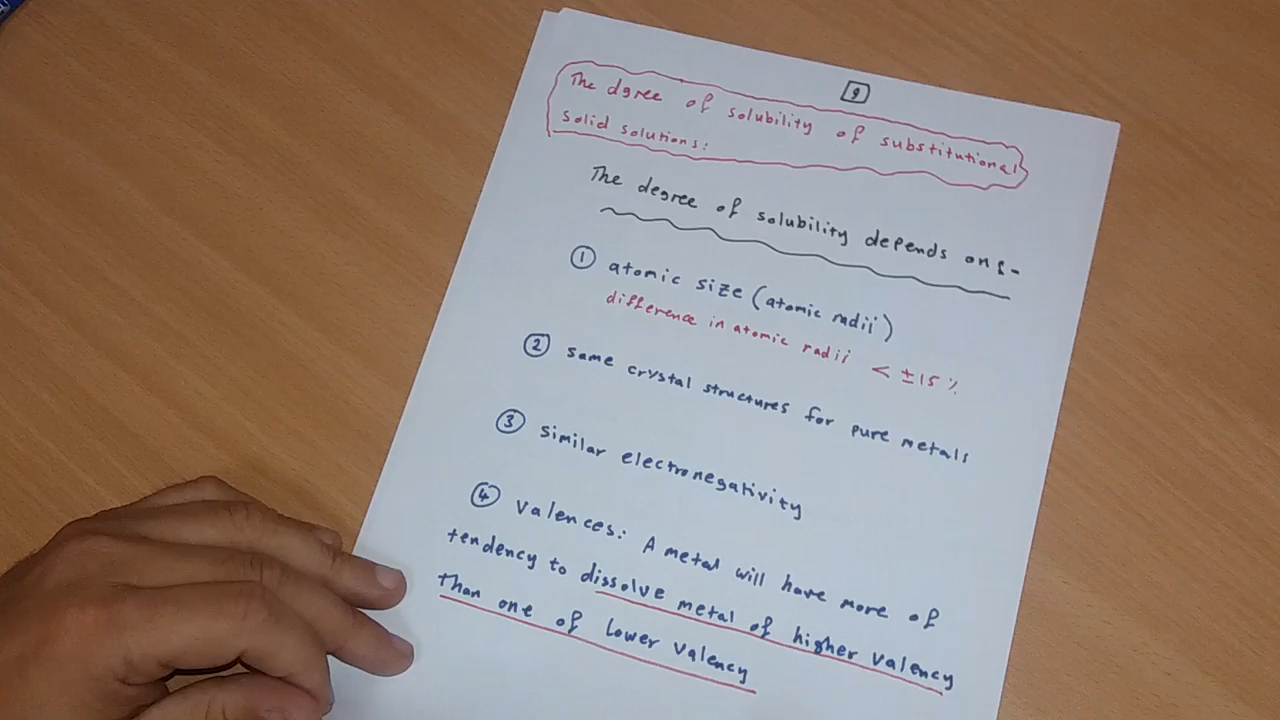 9
The dgree of solubility of substitutional
solid solutions:
The degree of solubility depends on:-
1 atomic size (atomic radii)
difference in atomic radii < ±15%
2 same crystal structures for pure metals
3 similar electronegativity
4 Valences: A metal will have more of
tendency to dissolve metal of higher valency
than one of lower valency